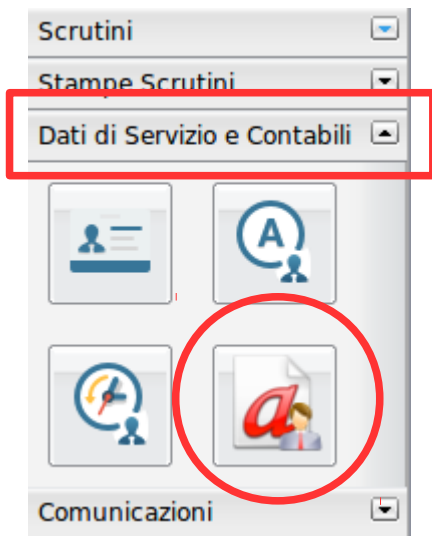 Scrutini
Stampe Scrutini
Dati di Servizio e Contabili
A
a
Comunicazioni